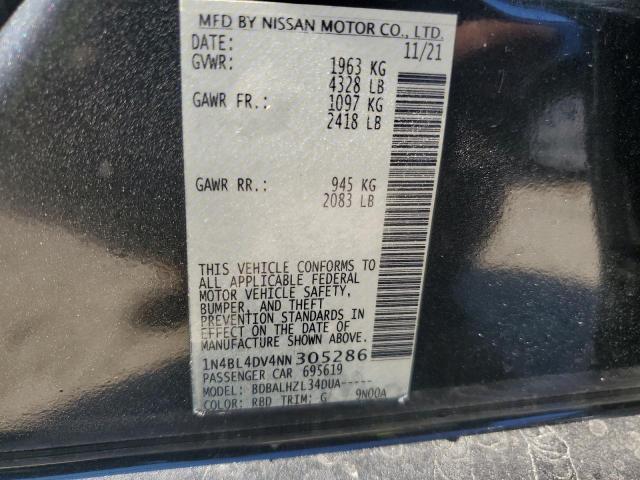 MFD BY NISSAN MOTOR CO., LTD.
DATE: 11/21
GVWR: 1963 KG
4328 LB
GAWR FR.: 1097 KG
2418 LB
GAWR RR.: 945 KG
2083 LB
THIS VEHICLE CONFORMS TO
ALL APPLICABLE FEDERAL
MOTOR VEHICLE SAFETY,
BUMPER, AND THEFT
PREVENTION STANDARDS IN
EFFECT ON THE DATE OF
MANUFACTURE SHOWN ABOVE.
1N4BL4DV4NN305286
PASSENGER CAR 695619
MODEL: BDBALHZL34DUA-----
COLOR: RBD TRIM: G 9N00A